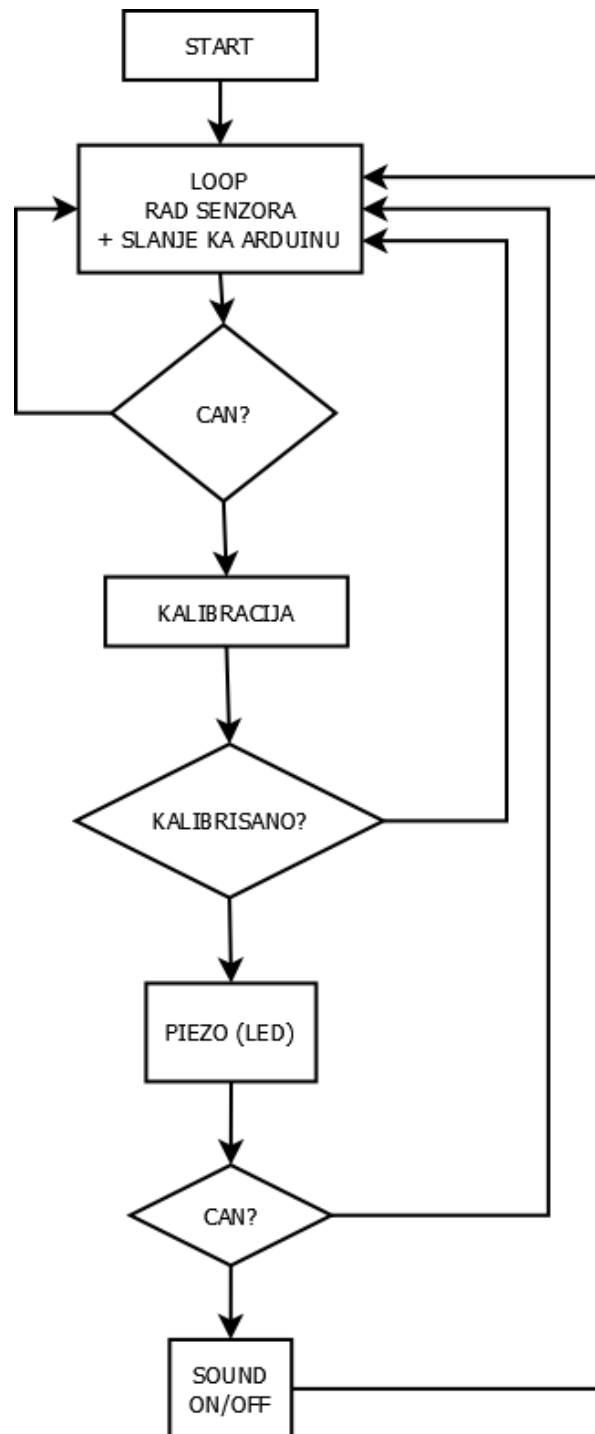 START
LOOP
RAD SENZORA
+ SLANJE KA ARDUINU
CAN?
KALIBRACIJA
KALIBRISANO?
PIEZO (LED)
CAN?
SOUND
ON/OFF